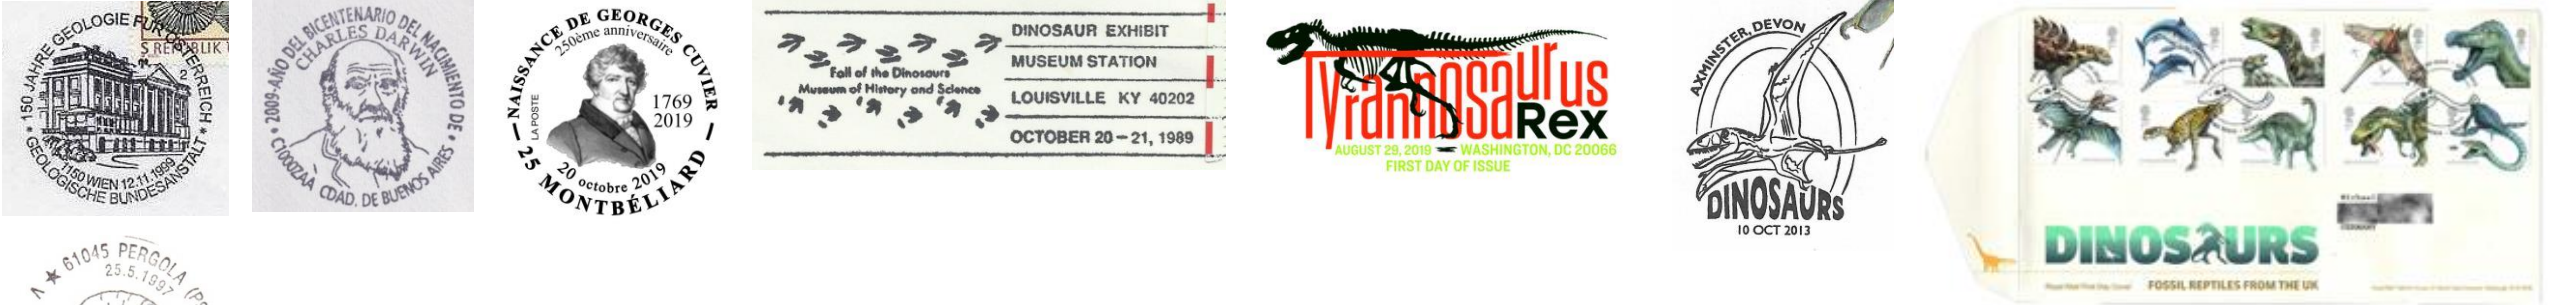 150 JAHRE GEOLOGIE FÜR ÖSTERREICH
S REPUBLIK
1150 WIEN 12.11.1999
* GEOLOGISCHE BUNDESANSTALT *
• 2009-AÑO DEL BICENTENARIO DEL NACIMIENTO DE •
CHARLES DARWIN
C1000ZAA CDAD. DE BUENOS AIRES
NAISSANCE DE GEORGES CUVIER
250ème anniversaire
LA POSTE
1769
2019
20 octobre 2019
25 MONTBÉLIARD
Fall of the Dinosaurs
Museum of History and Science
DINOSAUR EXHIBIT
MUSEUM STATION
LOUISVILLE KY 40202
OCTOBER 20 – 21, 1989
Tyrannosaurus
Rex
AUGUST 29, 2019 WASHINGTON, DC 20066
FIRST DAY OF ISSUE
AXMINSTER, DEVON
DINOSAURS
10 OCT 2013
DINOSAURS
FOSSIL REPTILES FROM THE UK
★ 61045 PERGOLA
25.5.1997